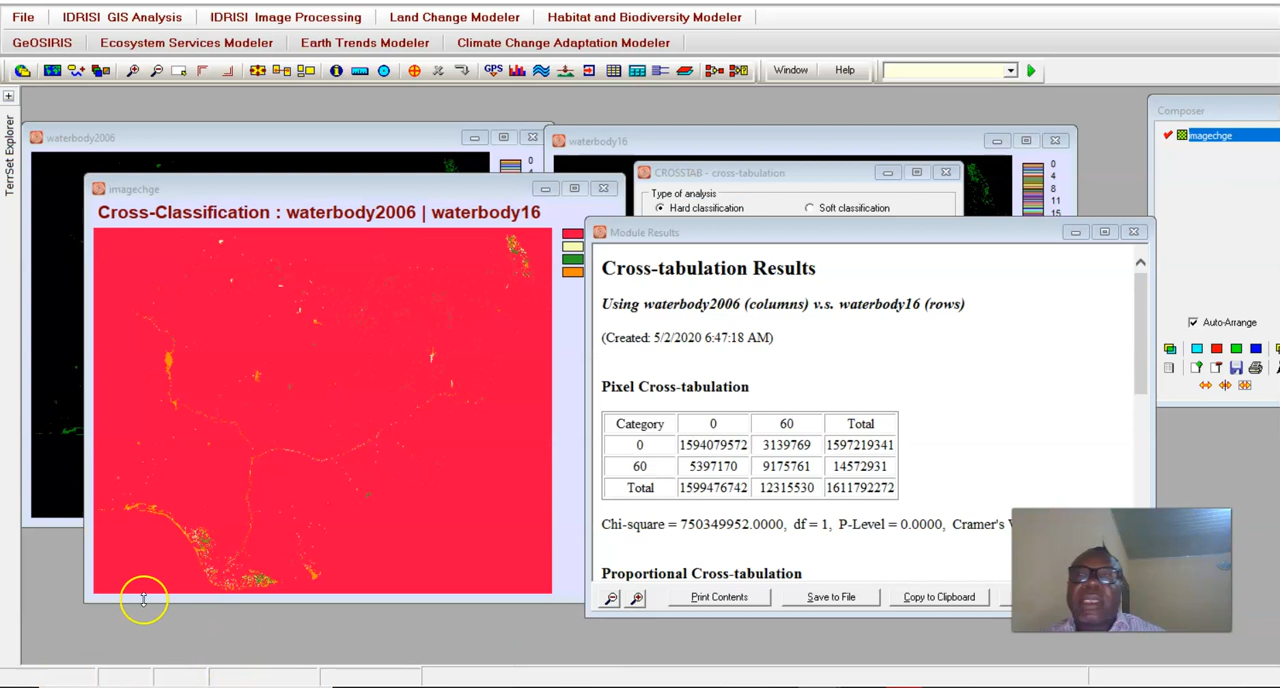 File IDRISI GIS Analysis IDRISI Image Processing Land Change Modeler Habitat and Biodiversity Modeler
GeOSIRIS Ecosystem Services Modeler Earth Trends Modeler Climate Change Adaptation Modeler
GPS Window Help
TerrSet Explorer
waterbody2006
0
waterbody16
0
4
8
11
15
Composer
imagechge
Auto-Arrange
CROSSTAB - cross-tabulation
Type of analysis
Hard classification Soft classification
imagechge
Cross-Classification : waterbody2006 | waterbody16
Module Results
Cross-tabulation Results
Using waterbody2006 (columns) v.s. waterbody16 (rows)
(Created: 5/2/2020 6:47:18 AM)
Pixel Cross-tabulation
Category 0 60 Total
0 1594079572 3139769 1597219341
60 5397170 9175761 14572931
Total 1599476742 12315530 1611792272
Chi-square = 750349952.0000, df = 1, P-Level = 0.0000, Cramer's
Proportional Cross-tabulation
Print Contents Save to File Copy to Clipboard